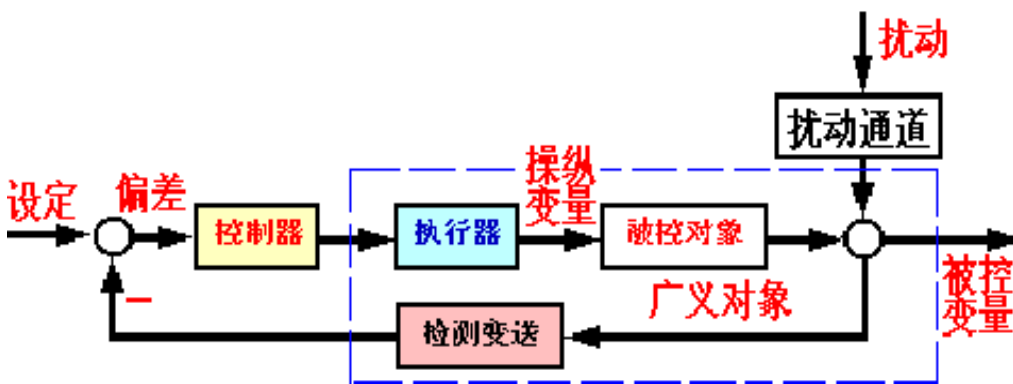 扰动
扰动通道
设定
偏差
控制器
执行器
操纵
变量
被控对象
被控
变量
广义对象
检测变送
－